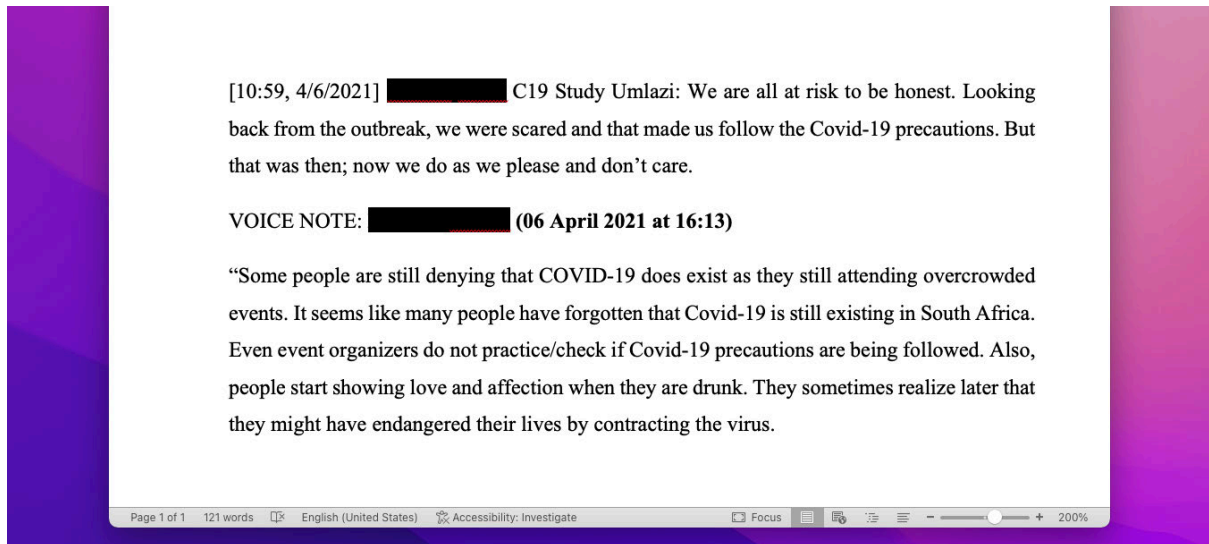 [10:59, 4/6/2021] C19 Study Umlazi: We are all at risk to be honest. Looking
back from the outbreak, we were scared and that made us follow the Covid-19 precautions. But
that was then; now we do as we please and don’t care.
VOICE NOTE: (06 April 2021 at 16:13)
“Some people are still denying that COVID-19 does exist as they still attending overcrowded
events. It seems like many people have forgotten that Covid-19 is still existing in South Africa.
Even event organizers do not practice/check if Covid-19 precautions are being followed. Also,
people start showing love and affection when they are drunk. They sometimes realize later that
they might have endangered their lives by contracting the virus.
Page 1 of 1 121 words English (United States) Accessibility: Investigate Focus − + 200%